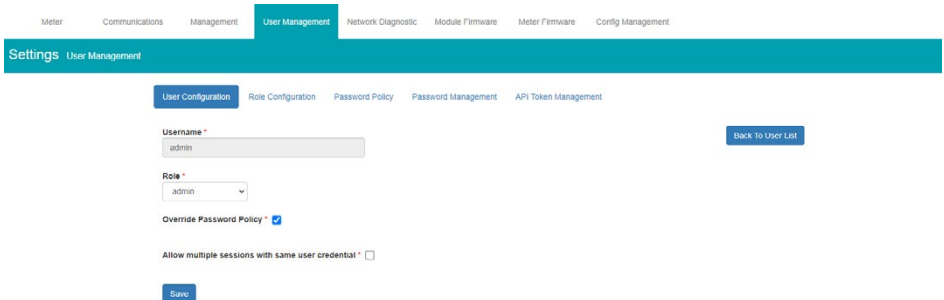 Meter Communications Management User Management Network Diagnostic Module Firmware Meter Firmware Config Management
Settings User Management
User Configuration Role Configuration Password Policy Password Management API Token Management
Username *
Back To User List
admin
Role *
admin
Override Password Policy *
Allow multiple sessions with same user credential *
Save